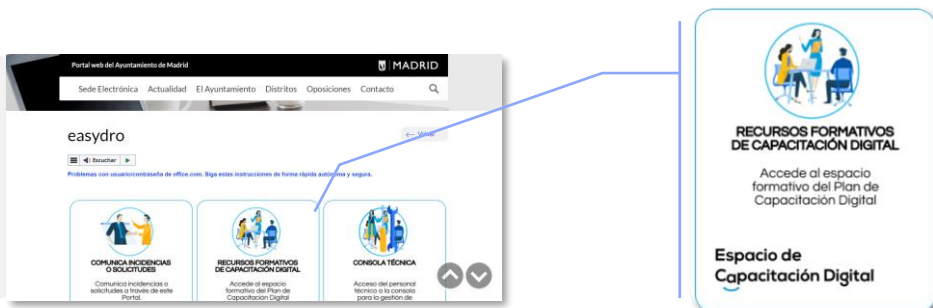 Portal web del Ayuntamiento de Madrid
MADRID
Sede Electrónica Actualidad El Ayuntamiento Distritos Oposiciones Contacto
easydro
Volver
Escuchar
Problemas con usuario/contraseña de office.com. Siga estas instrucciones de forma rápida autónoma y segura.
COMUNICA INCIDENCIAS
O SOLICITUDES
Comunica incidencias o
solicitudes a través de este
Portal.
RECURSOS FORMATIVOS
DE CAPACITACIÓN DIGITAL
Accede al espacio
formativo del Plan de
Capacitación Digital
CONSOLA TÉCNICA
Acceso del personal
técnico a la consola
para la gestión de
RECURSOS FORMATIVOS
DE CAPACITACIÓN DIGITAL
Accede al espacio
formativo del Plan de
Capacitación Digital
Espacio de
Capacitación Digital